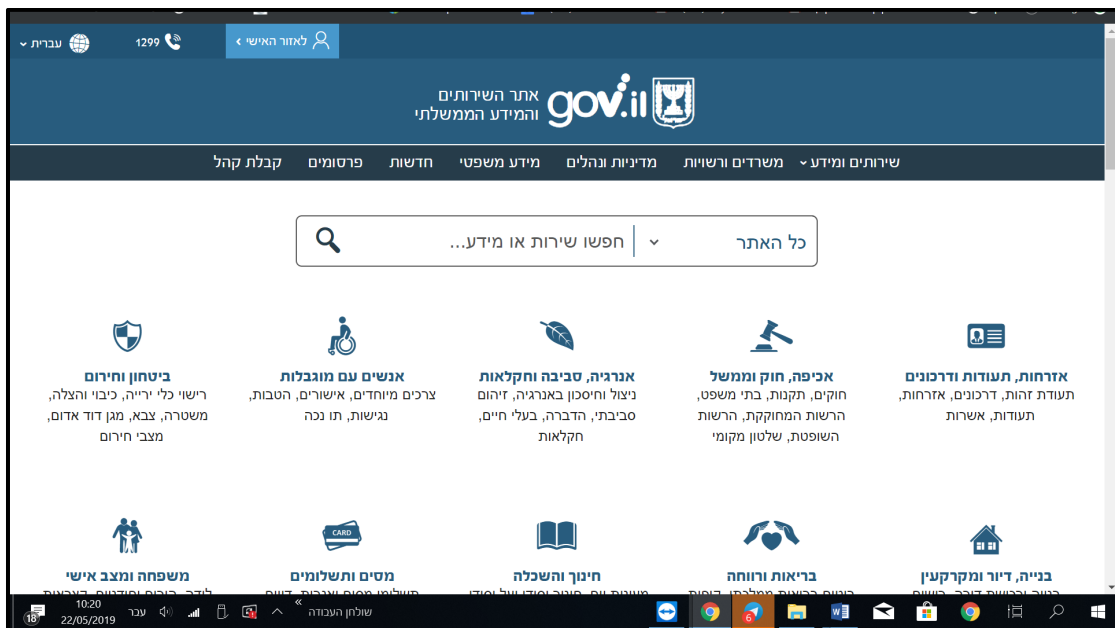 לאזור האישי
1299
עברית
gov.il
אתר השירותים
והמידע הממשלתי
שירותים ומידע
משרדים ורשויות
מדיניות ונהלים
מידע משפטי
חדשות
פרסומים
קבלת קהל
כל האתר
חפשו שירות או מידע...
אזרחות, תעודות ודרכונים
תעודת זהות, דרכונים, אזרחות,
תעודות, אשרות
אכיפה, חוק וממשל
חוקים, תקנות, בתי משפט,
הרשות המחוקקת, הרשות
השופטת, שלטון מקומי
אנרגיה, סביבה וחקלאות
ניצול וחיסכון באנרגיה, זיהום
סביבתי, הדברה, בעלי חיים,
חקלאות
אנשים עם מוגבלות
צרכים מיוחדים, אישורים, הטבות,
נגישות, תו נכה
ביטחון וחירום
רישוי כלי ירייה, כיבוי והצלה,
משטרה, צבא, מגן דוד אדום,
מצבי חירום
בנייה, דיור ומקרקעין
בריאות ורווחה
חינוך והשכלה
CARD
מסים ותשלומים
משפחה ומצב אישי
6
שולחן העבודה
עבר
10:20
22/05/2019
18